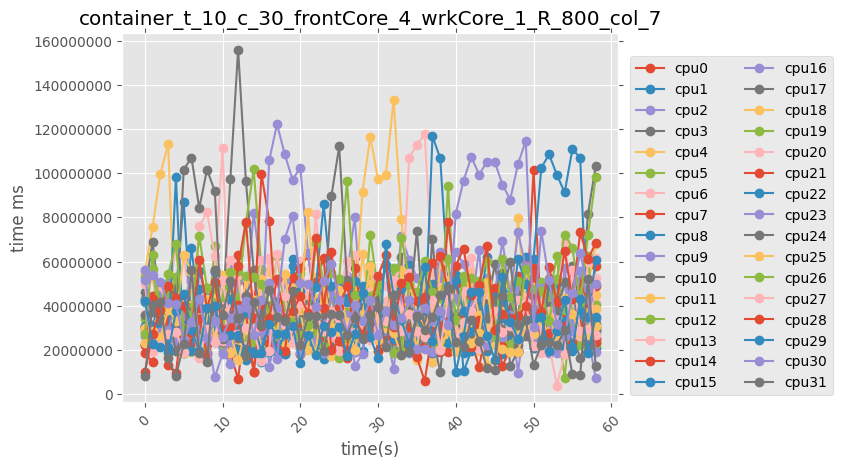 container_t_10_c_30_frontCore_4_wrkCore_1_R_800_col_7
160000000
140000000
120000000
100000000
80000000
60000000
40000000
20000000
0
time ms
0
10
20
30
40
50
60
time(s)
cpu0
cpu1
cpu2
cpu3
cpu4
cpu5
cpu6
cpu7
cpu8
cpu9
cpu10
cpu11
cpu12
cpu13
cpu14
cpu15
cpu16
cpu17
cpu18
cpu19
cpu20
cpu21
cpu22
cpu23
cpu24
cpu25
cpu26
cpu27
cpu28
cpu29
cpu30
cpu31